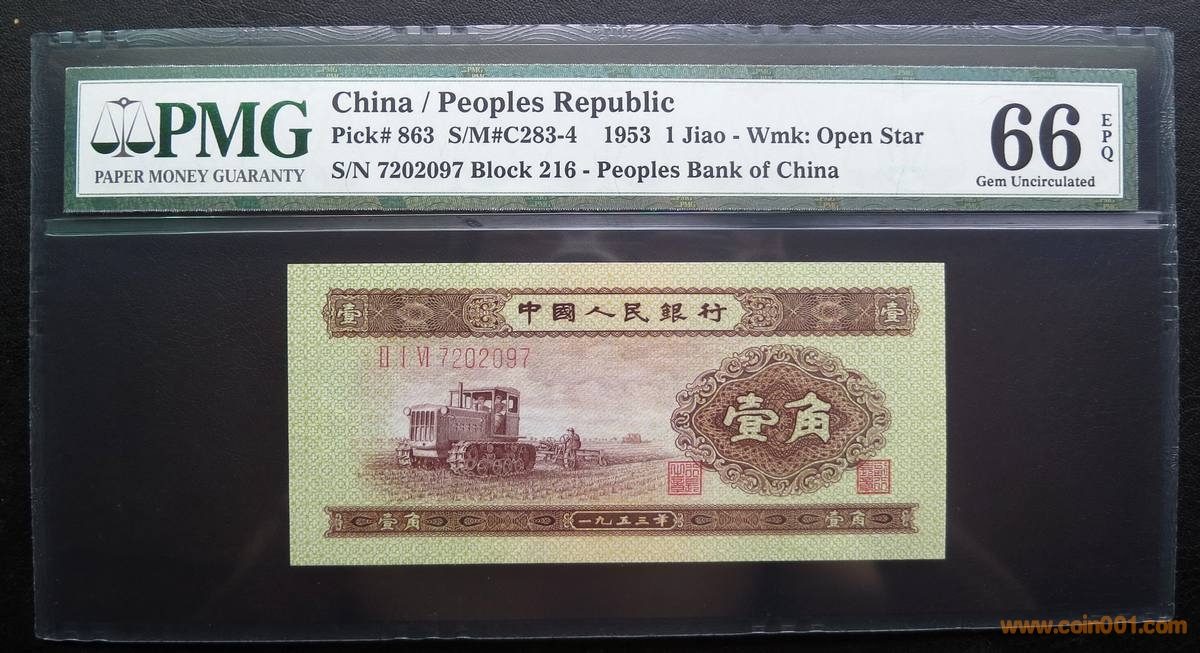 China / Peoples Republic
PMG
PAPER MONEY GUARANTY
Pick# 863 S/M#C283-4 1953 1 Jiao - Wmk: Open Star
S/N 7202097 Block 216 - Peoples Bank of China
66
EPQ
Gem Uncirculated
壹 中國人民銀行 壹
II I VI 7202097
壹角
壹角 一九五三年 壹角
www.coin001.com